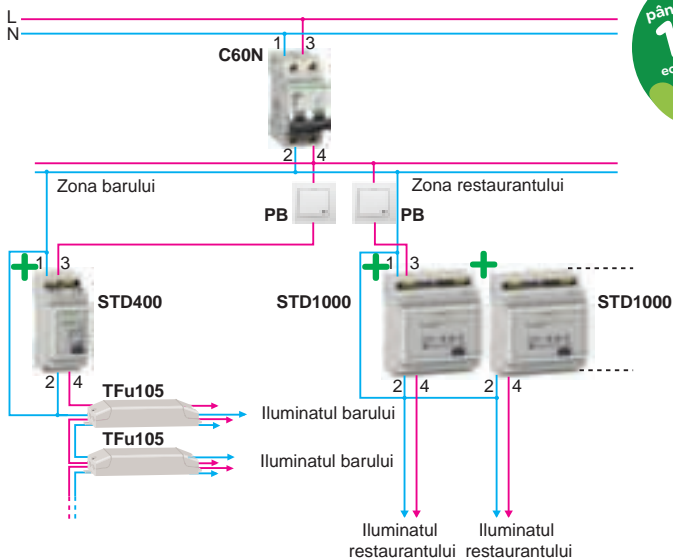 L
N
până
1
ec
C60N
1 3
2 4
Zona barului
Zona restaurantului
PB
PB
1 3
1 3
STD400
STD1000
STD1000
2 4
2 4
2 4
TFu105
Iluminatul barului
TFu105
Iluminatul barului
Iluminatul
restaurantului
Iluminatul
restaurantului